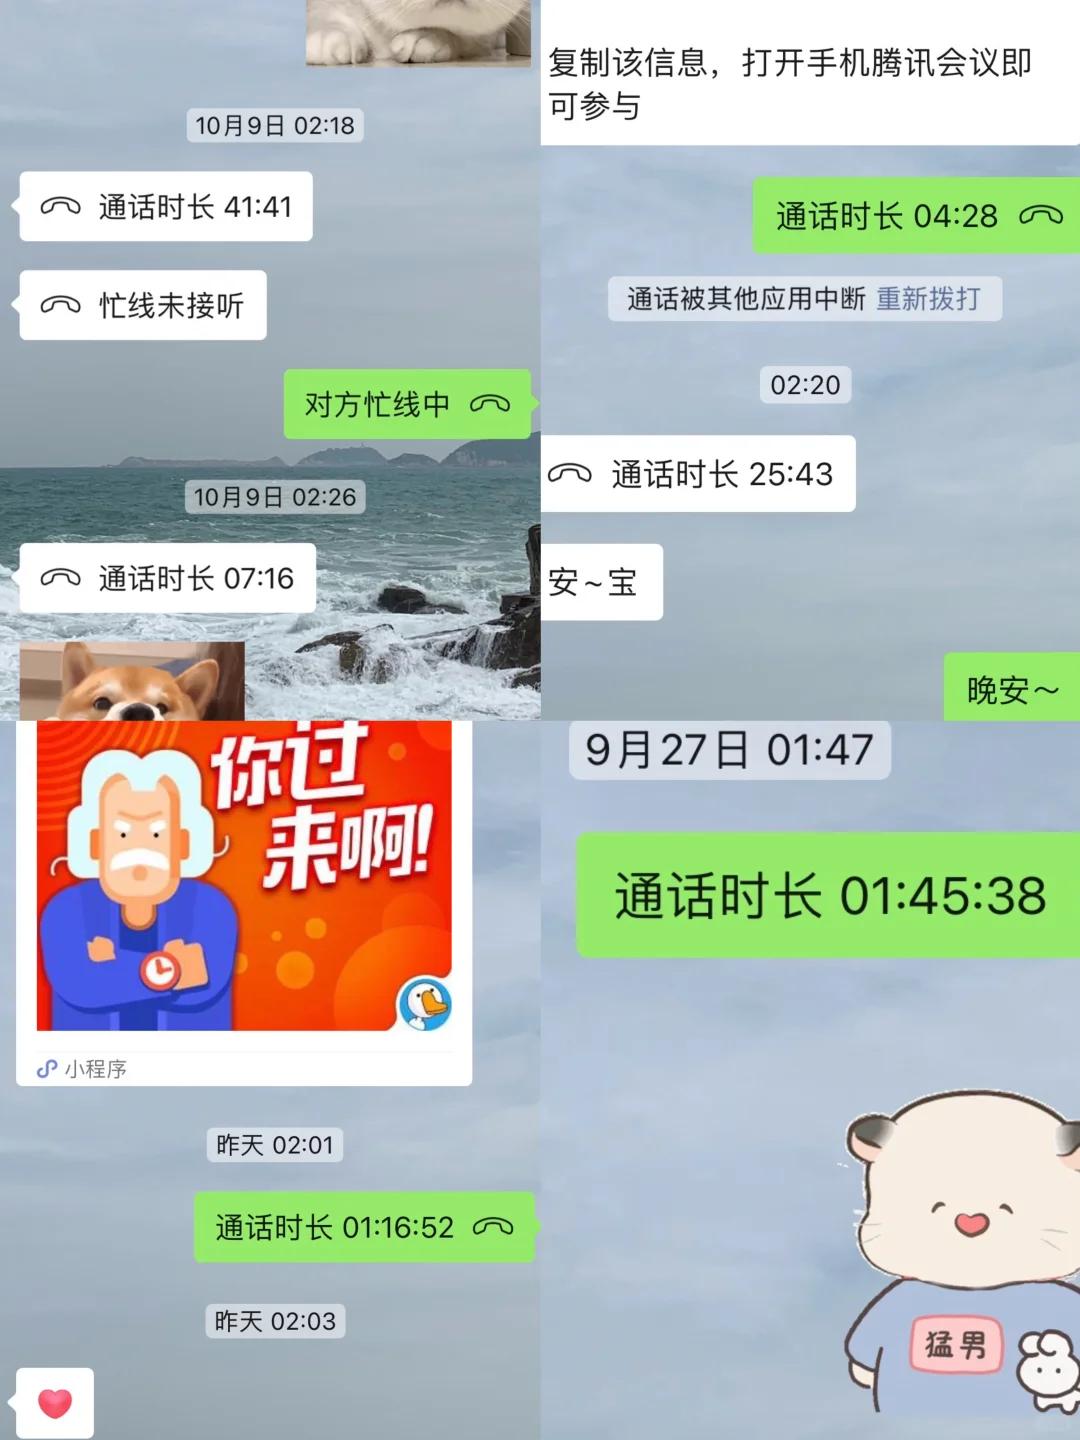 10月9日 02:18
通话时长 41:41
忙线未接听
对方忙线中
10月9日 02:26
通话时长 07:16
复制该信息，打开手机腾讯会议即
可参与
通话时长 04:28
通话被其他应用中断 重新拨打
02:20
通话时长 25:43
安~宝
晚安～
你过
来啊!
小程序
昨天 02:01
通话时长 01:16:52
昨天 02:03
9月27日 01:47
通话时长 01:45:38
猛男